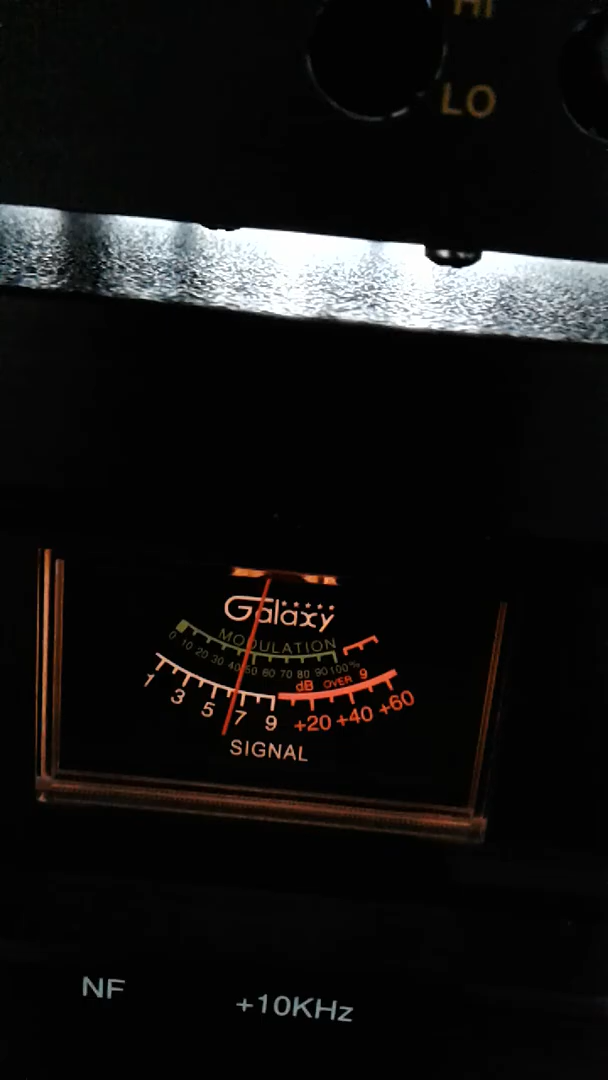 HI
LO
Galaxy
MODULATION
0 10 20 30 40 50 60 70 80 90 100%
1 3 5 7 9 +20 +40 +60
dB OVER 9
SIGNAL
NF +10KHz